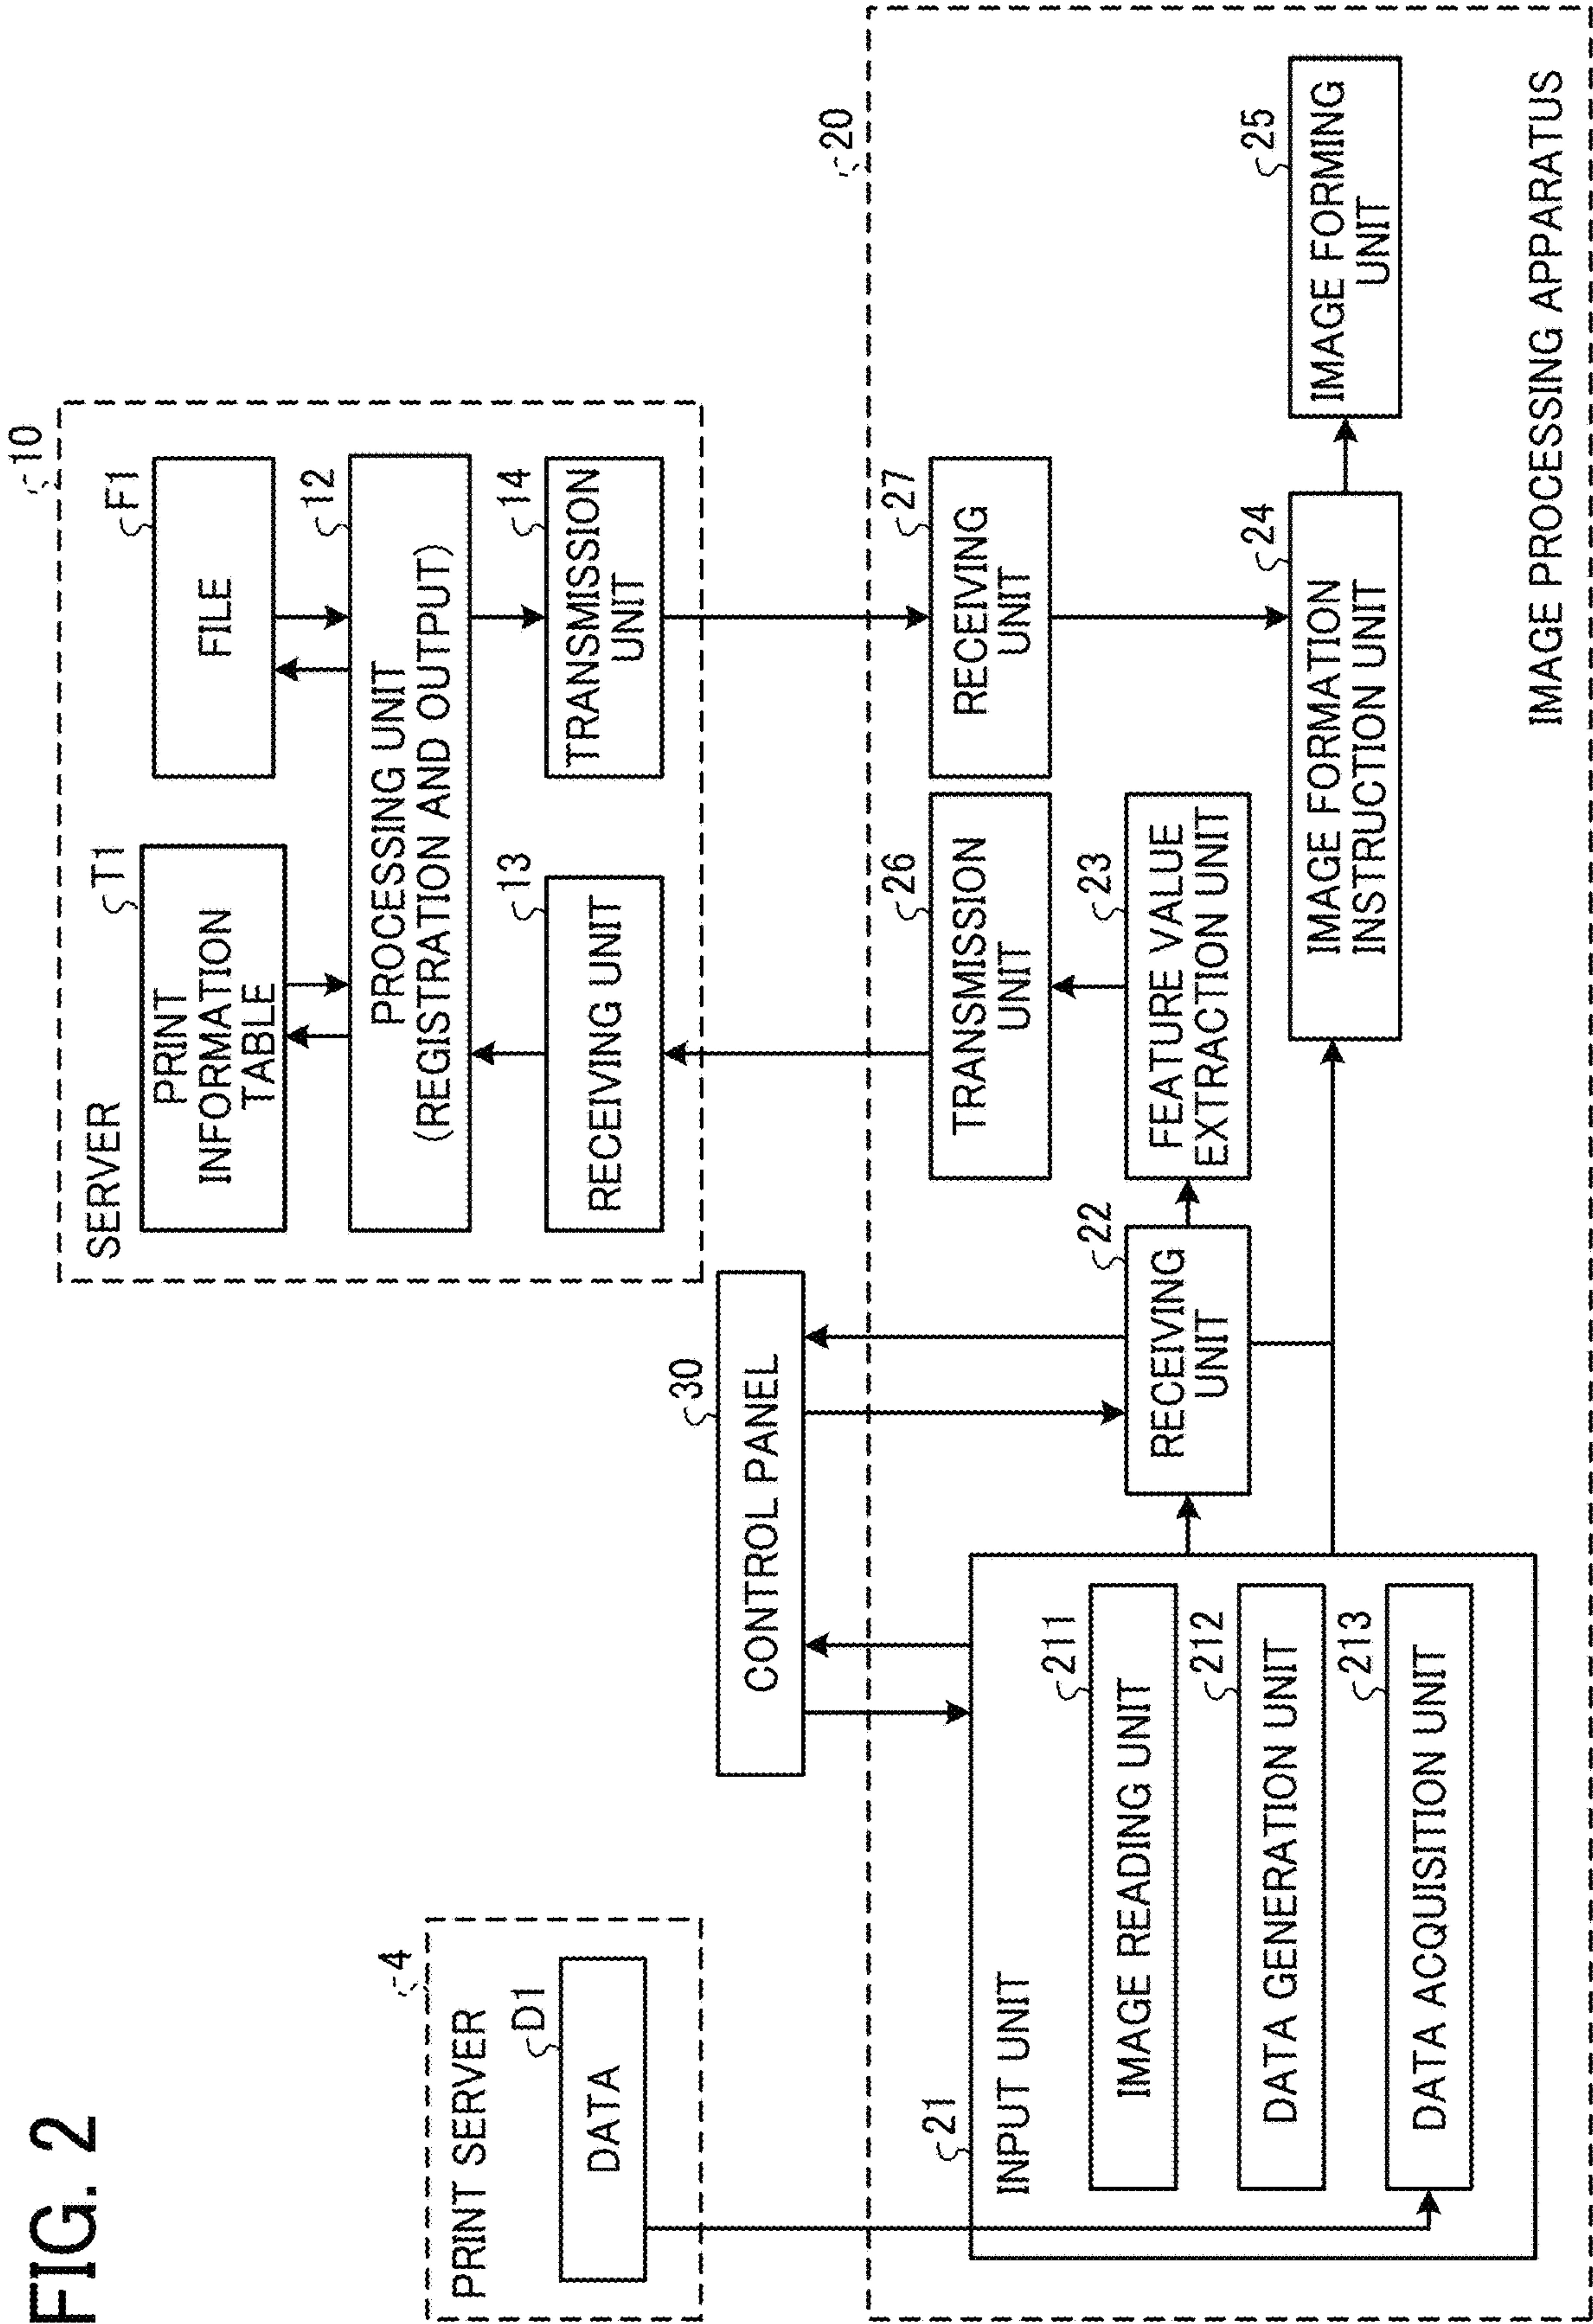 FIG. 2
10
SERVER
T1
PRINT
INFORMATION
TABLE
F1
FILE
12
PROCESSING UNIT
(REGISTRATION AND OUTPUT)
13
RECEIVING UNIT
14
TRANSMISSION
UNIT
4
PRINT SERVER
D1
DATA
30
CONTROL PANEL
20
21
INPUT UNIT
211
IMAGE READING UNIT
212
DATA GENERATION UNIT
213
DATA ACQUISITION UNIT
22
RECEIVING
UNIT
26
TRANSMISSION
UNIT
23
FEATURE VALUE
EXTRACTION UNIT
27
RECEIVING
UNIT
24
IMAGE FORMATION
INSTRUCTION UNIT
25
IMAGE FORMING
UNIT
IMAGE PROCESSING APPARATUS